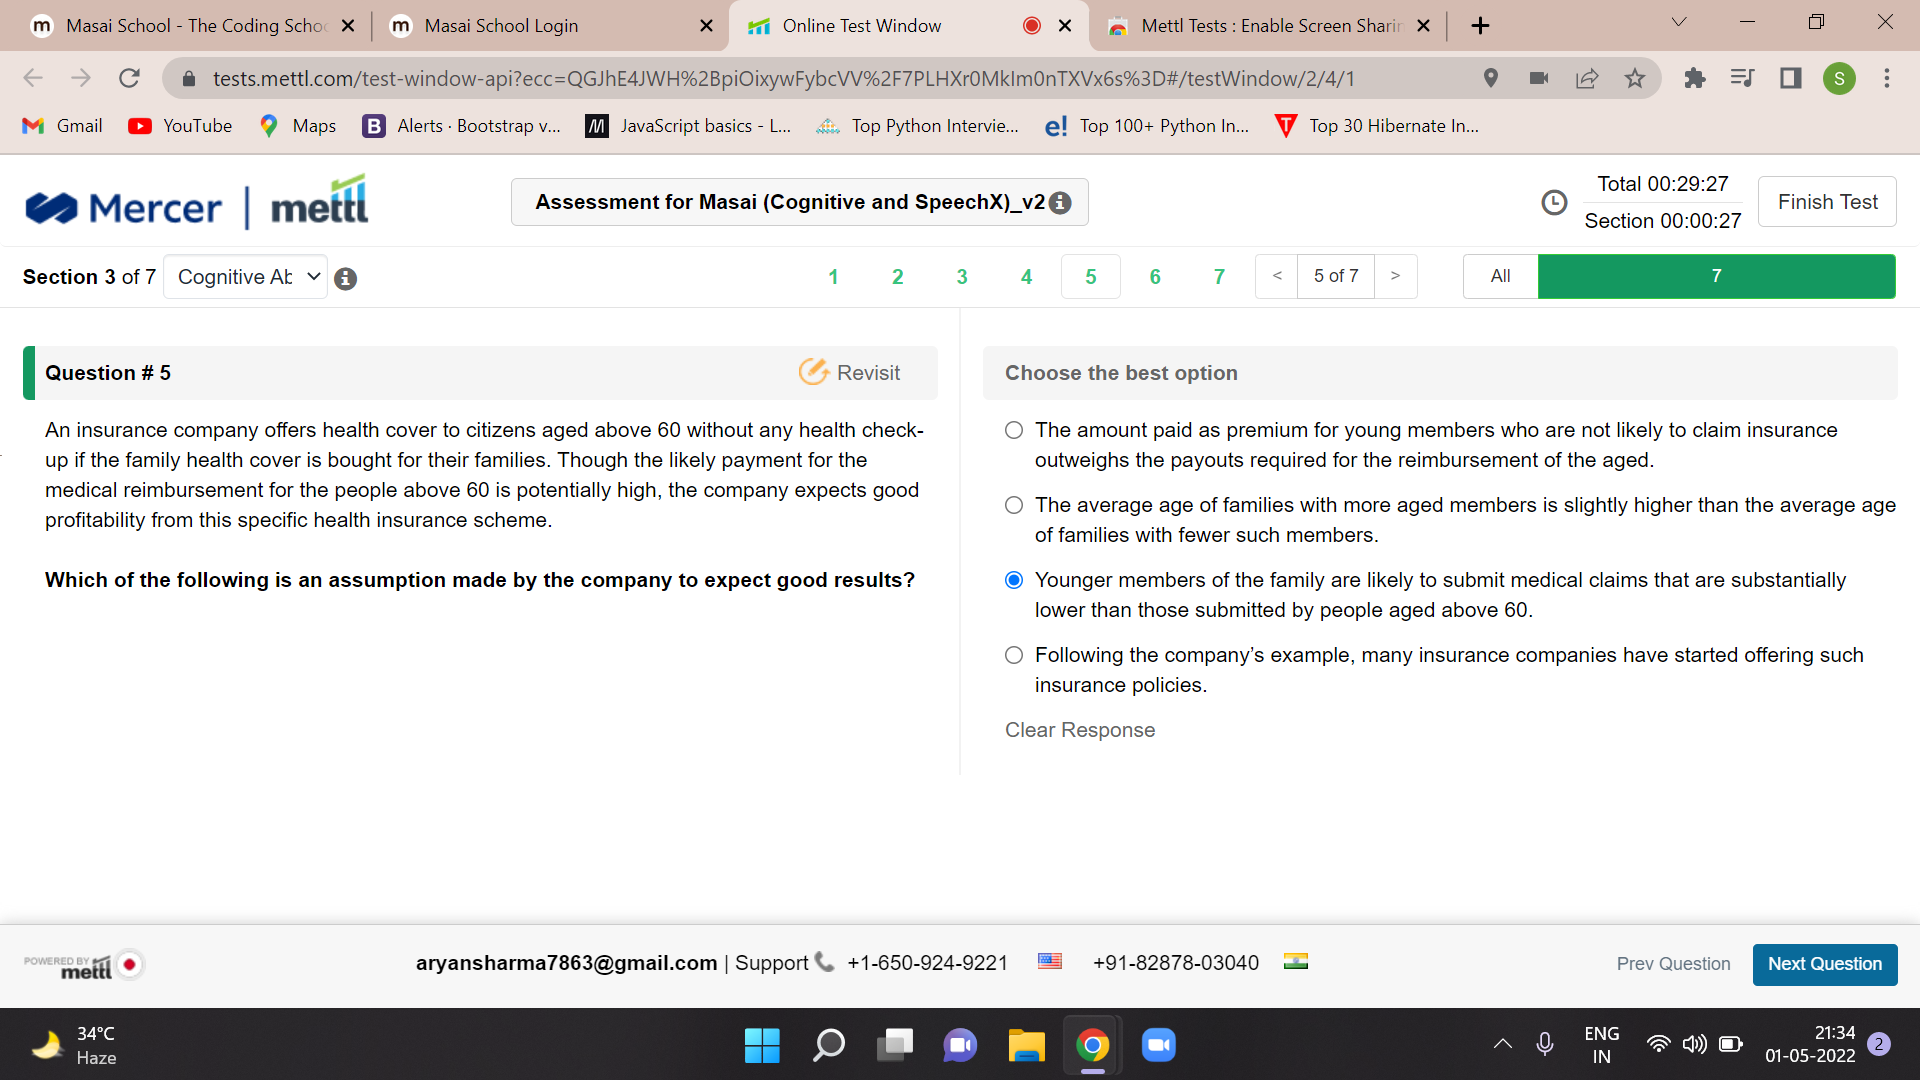 Masai School - The Coding Schoo
Masai School Login
Online Test Window
Mettl Tests : Enable Screen Sharin
tests.mettl.com/test-window-api?ecc=QGJhE4JWH%2BpiOixywFybcVV%2F7PLHXr0MkIm0nTXVx6s%3D#/testWindow/2/4/1
S
Gmail
YouTube
Maps
Alerts · Bootstrap v...
JavaScript basics - L...
Top Python Intervie...
Top 100+ Python In...
Top 30 Hibernate In...
Mercer | mettl
Assessment for Masai (Cognitive and SpeechX)_v2
Total 00:29:27
Section 00:00:27
Finish Test
Section 3 of 7
Cognitive Ab
1 2 3 4 5 6 7
< 5 of 7 >
All
7
Question # 5
Revisit
An insurance company offers health cover to citizens aged above 60 without any health check-
up if the family health cover is bought for their families. Though the likely payment for the
medical reimbursement for the people above 60 is potentially high, the company expects good
profitability from this specific health insurance scheme.
Which of the following is an assumption made by the company to expect good results?
Choose the best option
The amount paid as premium for young members who are not likely to claim insurance
outweighs the payouts required for the reimbursement of the aged.
The average age of families with more aged members is slightly higher than the average age
of families with fewer such members.
Younger members of the family are likely to submit medical claims that are substantially
lower than those submitted by people aged above 60.
Following the company’s example, many insurance companies have started offering such
insurance policies.
Clear Response
POWERED BY
mettl
aryansharma7863@gmail.com | Support +1-650-924-9221 +91-82878-03040
Prev Question
Next Question
34°C
Haze
ENG
IN
21:34
01-05-2022
2